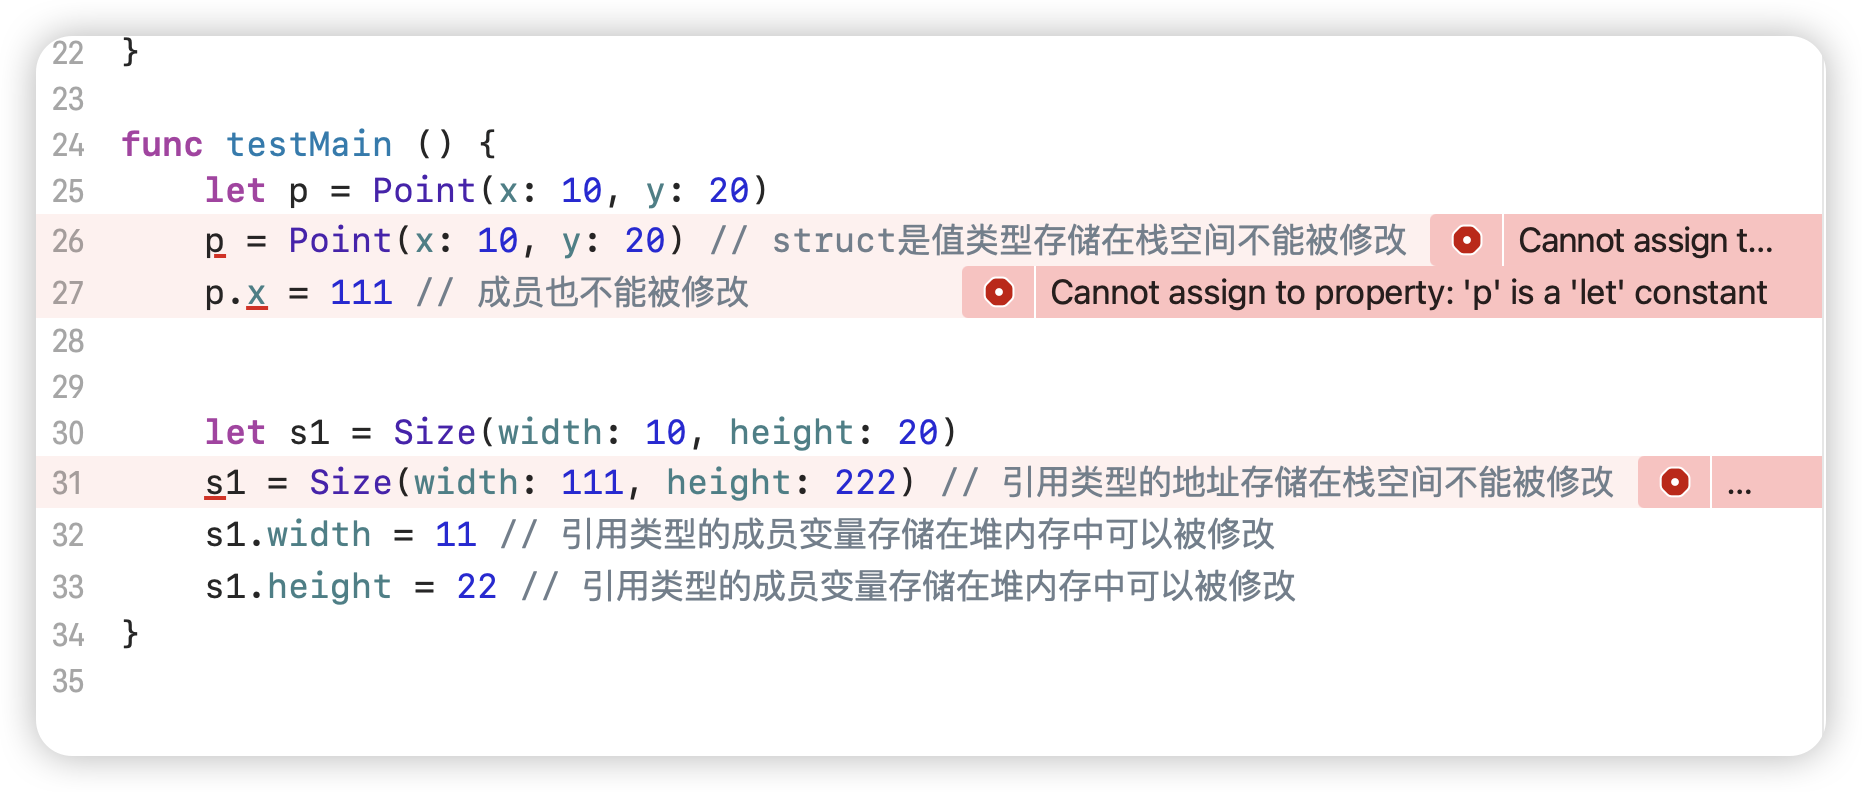 22 }
23
24 func testMain () {
25 let p = Point(x: 10, y: 20)
26 p = Point(x: 10, y: 20) // struct是值类型存储在栈空间不能被修改 Cannot assign t...
27 p.x = 111 // 成员也不能被修改 Cannot assign to property: 'p' is a 'let' constant
28
29
30 let s1 = Size(width: 10, height: 20)
31 s1 = Size(width: 111, height: 222) // 引用类型的地址存储在栈空间不能被修改 ...
32 s1.width = 11 // 引用类型的成员变量存储在堆内存中可以被修改
33 s1.height = 22 // 引用类型的成员变量存储在堆内存中可以被修改
34 }
35